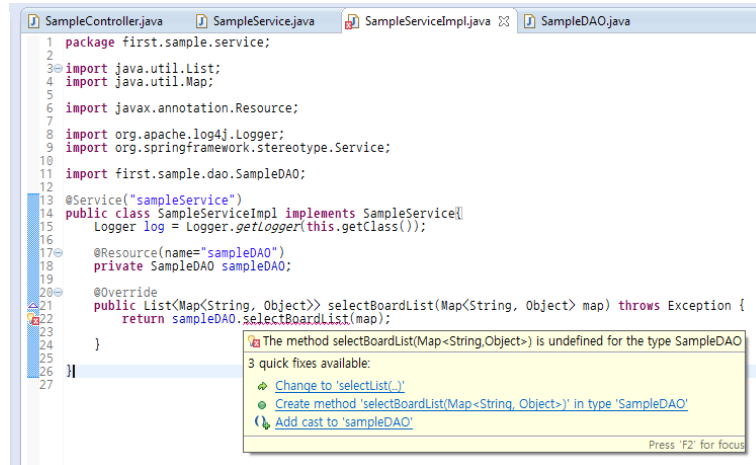 SampleController.java SampleService.java SampleServiceImpl.java SampleDAO.java
1 package first.sample.service;
2
3 import java.util.List;
4 import java.util.Map;
5
6 import javax.annotation.Resource;
7
8 import org.apache.log4j.Logger;
9 import org.springframework.stereotype.Service;
10
11 import first.sample.dao.SampleDAO;
12
13 @Service("sampleService")
14 public class SampleServiceImpl implements SampleService{
15 Logger log = Logger.getLogger(this.getClass());
16
17 @Resource(name="sampleDAO")
18 private SampleDAO sampleDAO;
19
20 @Override
21 public List<Map<String, Object>> selectBoardList(Map<String, Object> map) throws Exception {
22 return sampleDAO.selectBoardList(map);
23
24 }
25
26 }
27
The method selectBoardList(Map<String,Object>) is undefined for the type SampleDAO
3 quick fixes available:
Change to 'selectList(..)'
Create method 'selectBoardList(Map<String, Object>)' in type 'SampleDAO'
Add cast to 'sampleDAO'
Press 'F2' for focus